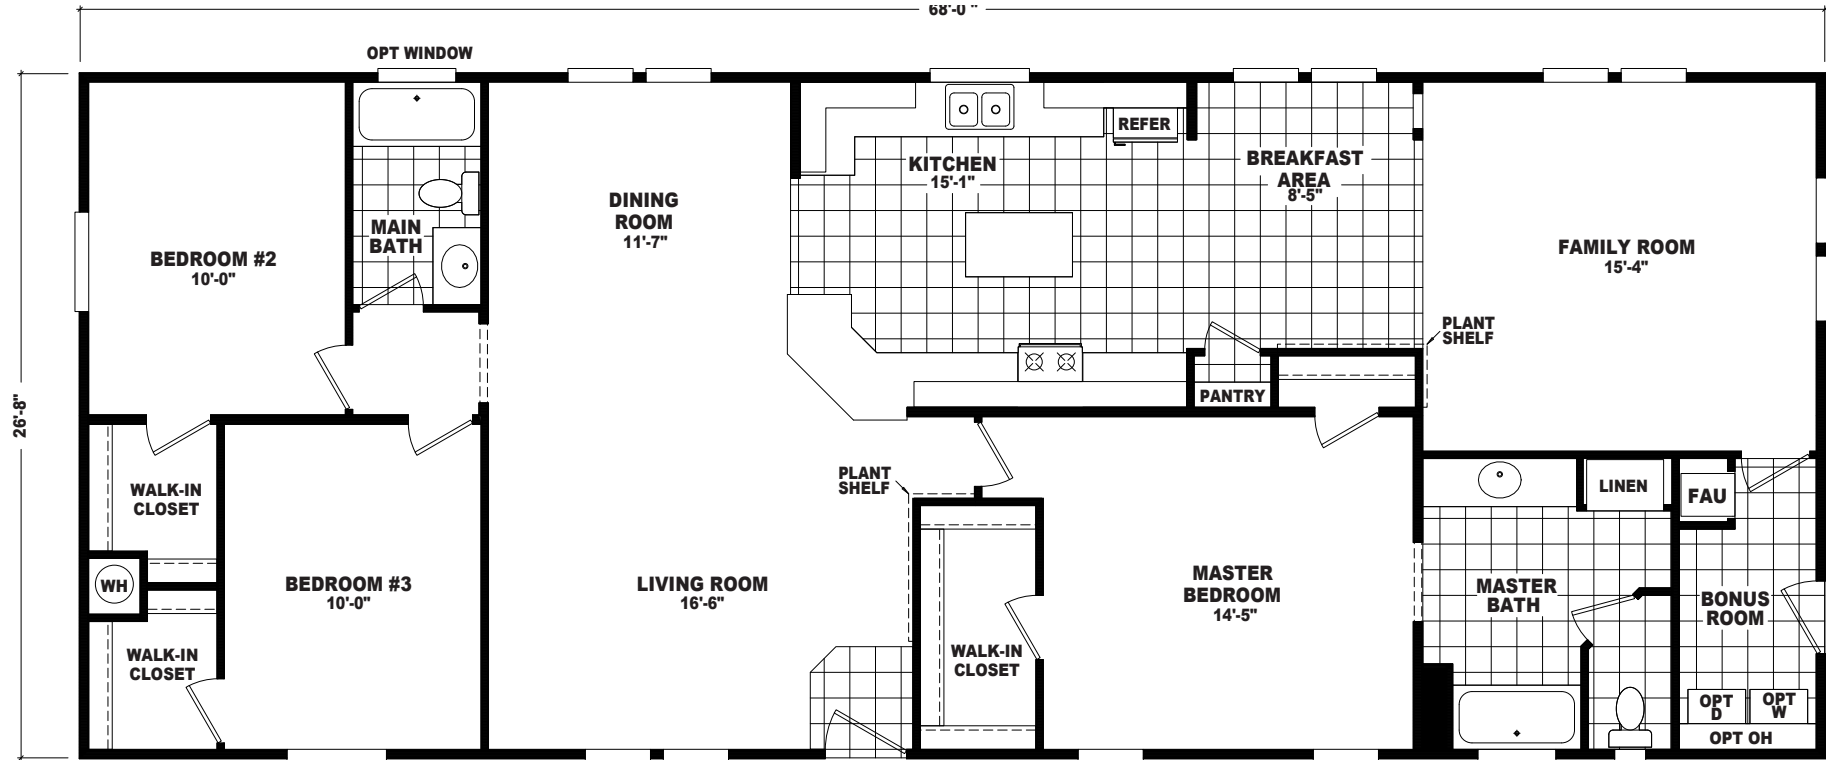 68'-0"
OPT WINDOW
26'-8"
BEDROOM #2
10'-0"
MAIN
BATH
DINING
ROOM
11'-7"
KITCHEN
15'-1"
REFER
BREAKFAST
AREA
8'-5"
FAMILY ROOM
15'-4"
PLANT
SHELF
PANTRY
WALK-IN
CLOSET
WH
WALK-IN
CLOSET
BEDROOM #3
10'-0"
LIVING ROOM
16'-6"
PLANT
SHELF
WALK-IN
CLOSET
MASTER
BEDROOM
14'-5"
LINEN
FAU
MASTER
BATH
BONUS
ROOM
OPT
D
OPT
W
OPT OH